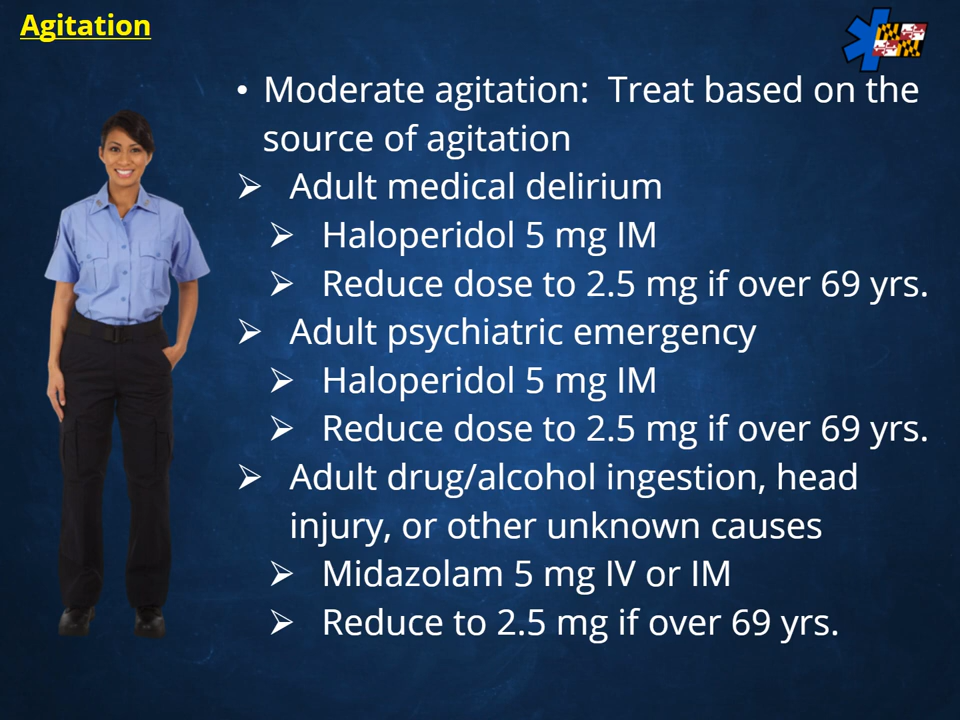 Agitation
• Moderate agitation:  Treat based on the
source of agitation
➢ Adult medical delirium
➢ Haloperidol 5 mg IM
➢ Reduce dose to 2.5 mg if over 69 yrs.
➢ Adult psychiatric emergency
➢ Haloperidol 5 mg IM
➢ Reduce dose to 2.5 mg if over 69 yrs.
➢ Adult drug/alcohol ingestion, head
injury, or other unknown causes
➢ Midazolam 5 mg IV or IM
➢ Reduce to 2.5 mg if over 69 yrs.